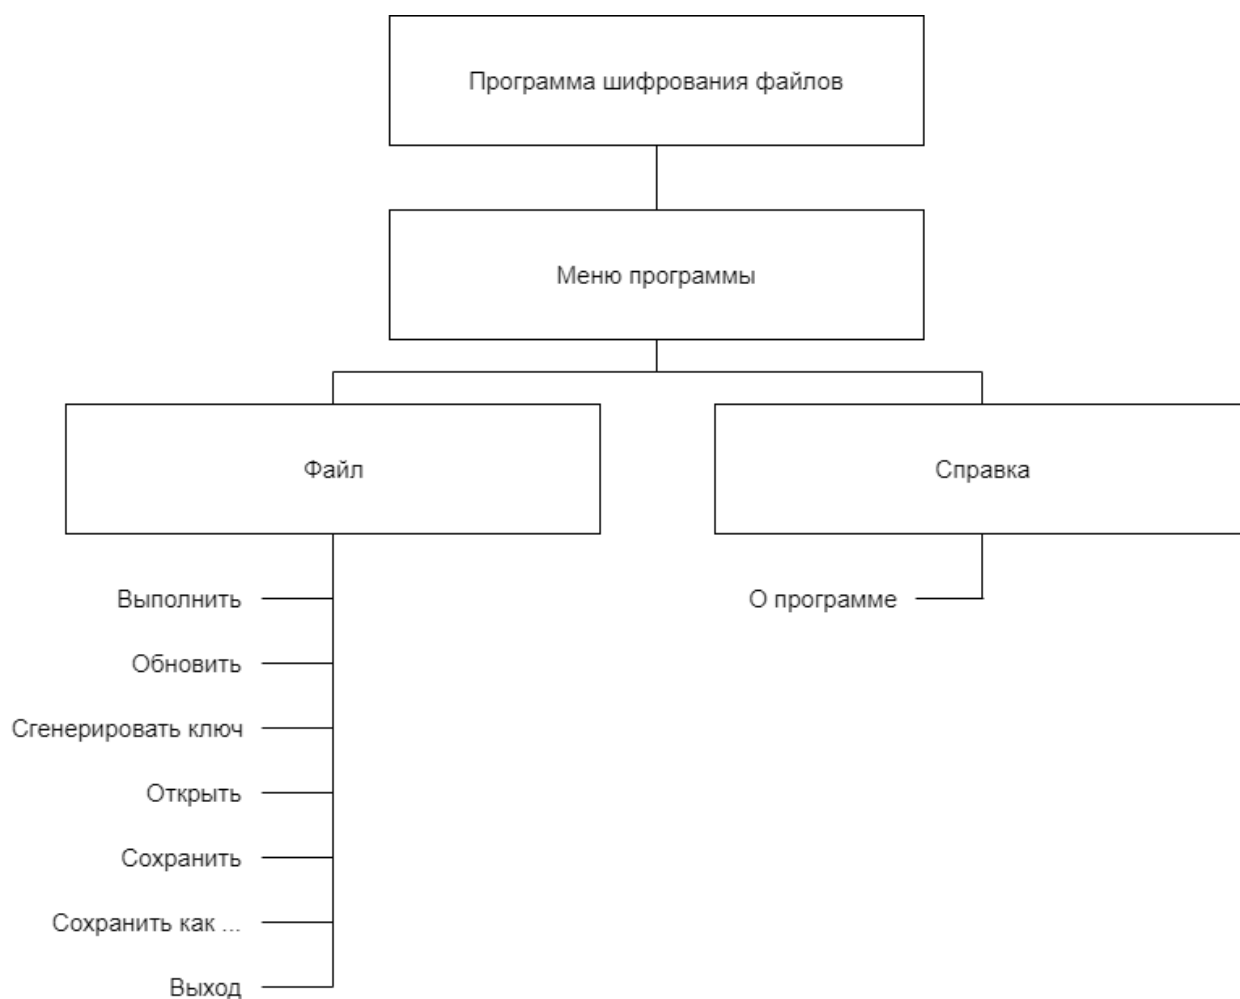 Программа шифрования файлов
Меню программы
Файл
Справка
Выполнить
О программе
Обновить
Сгенерировать ключ
Открыть
Сохранить
Сохранить как ...
Выход